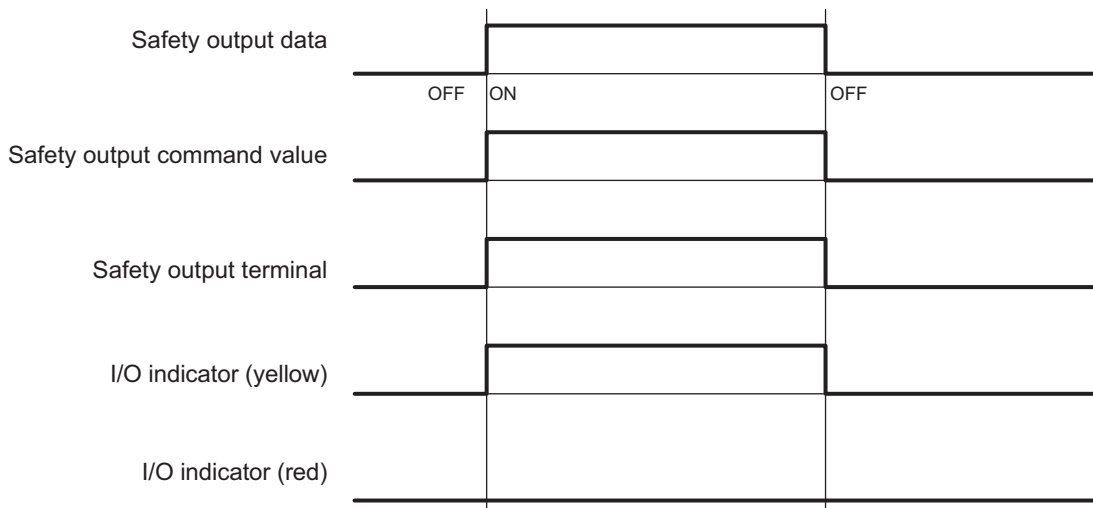 Safety output data
OFF ON OFF
Safety output command value
Safety output terminal
I/O indicator (yellow)
I/O indicator (red)